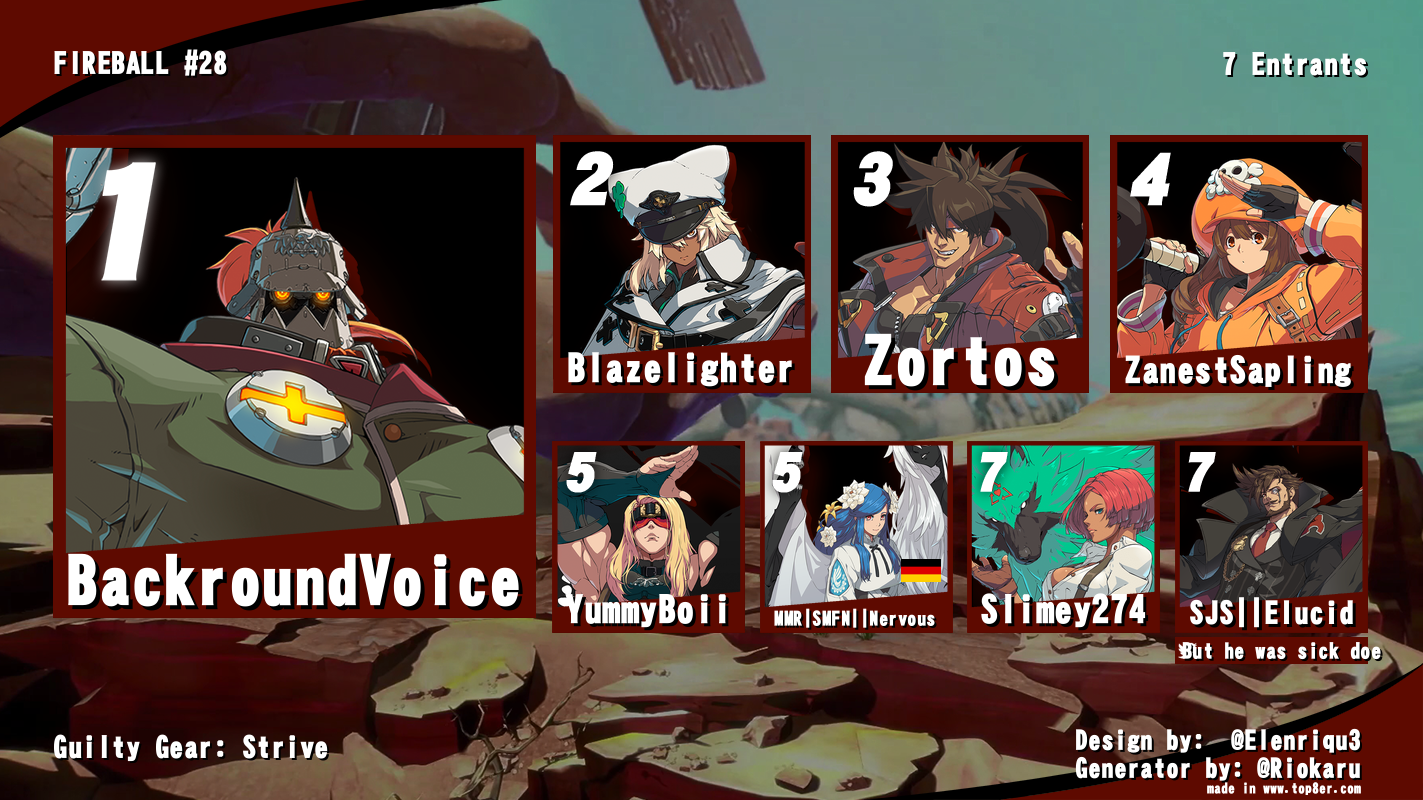 FIREBALL #28
7 Entrants
1
BackroundVoice
2
Blazelighter
3
Zortos
4
ZanestSapling
5
YummyBoii
5
MMR|SMFN||Nervous
7
Slimey274
7
SJS||Elucid
But he was sick doe
Guilty Gear: Strive
Design by: @Elenriqu3
Generator by: @Riokaru
made in www.top8er.com